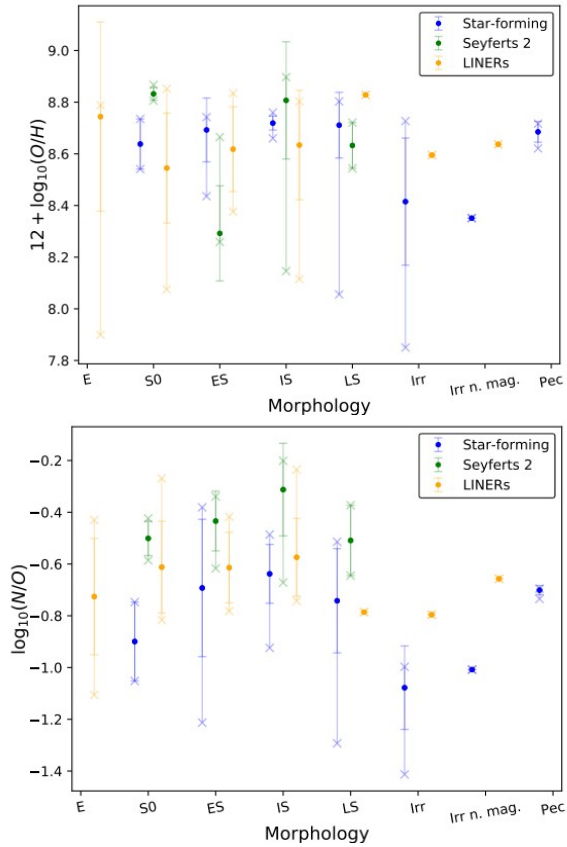 Star-forming
Seyferts 2
LINERs
9.0
8.8
8.6
8.4
8.2
8.0
7.8
12 + log₁₀(O/H)
E S0 ES IS LS Irr Irr n. mag. Pec
Morphology
Star-forming
Seyferts 2
LINERs
−0.2
−0.4
−0.6
−0.8
−1.0
−1.2
−1.4
log₁₀(N/O)
E S0 ES IS LS Irr Irr n. mag. Pec
Morphology